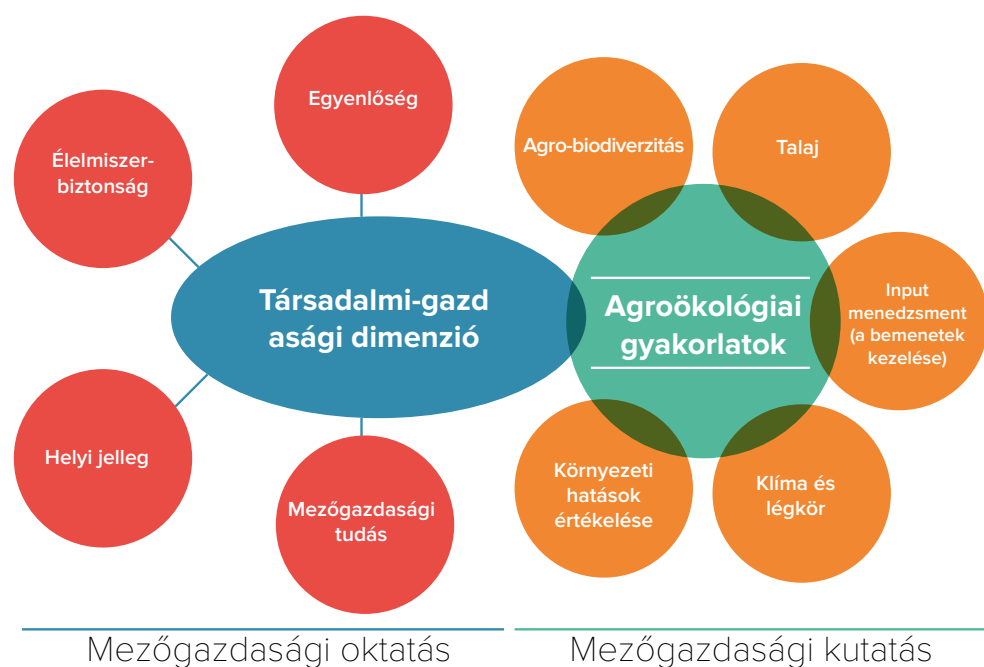 Egyenlőség
Élelmiszer-
biztonság
Társadalmi-gazd
asági dimenzió
Helyi jelleg
Mezőgazdasági
tudás
Agro-biodiverzitás
Talaj
Agroökológiai
gyakorlatok
Input
menedzsment
(a bemenetek
kezelése)
Környezeti
hatások
értékelése
Klíma és
légkör
Mezőgazdasági oktatás
Mezőgazdasági kutatás